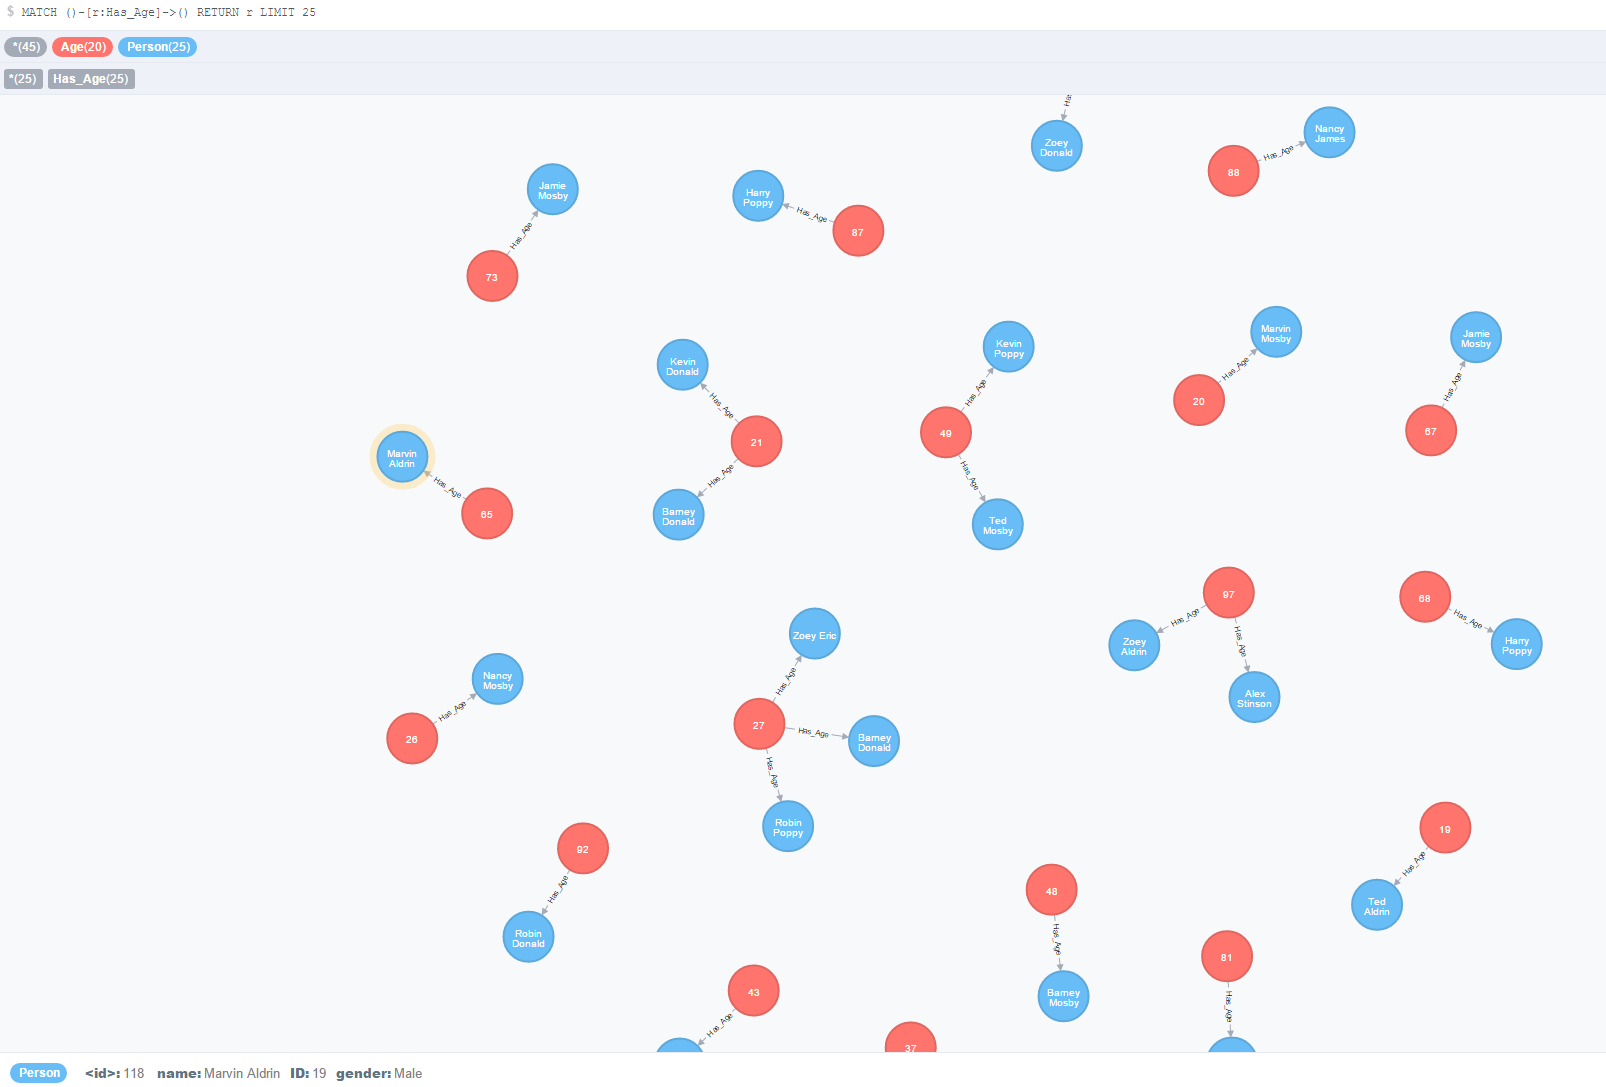 $ MATCH ()-[r:Has_Age]->() RETURN r LIMIT 25
*(45) Age(20) Person(25)
*(25) Has_Age(25)
Has
Zoey
Donald
Nancy
James
Has_Age
88
Jamie
Mosby
Has_Age
73
Harry
Poppy
Has_Age
87
Kevin
Donald
Has_Age
21
Has_Age
Barney
Donald
Kevin
Poppy
Has_Age
49
Has_Age
Ted
Mosby
Marvin
Mosby
Has_Age
20
Jamie
Mosby
Has_Age
67
Marvin
Aldrin
Has_Age
65
97
Has_Age
Has_Age
Zoey
Aldrin
Alex
Stinson
68
Has_Age
Harry
Poppy
Nancy
Mosby
Has_Age
26
Zoey Eric
Has_Age
27
Has_Age
Barney
Donald
Has_Age
Robin
Poppy
92
Has_Age
Robin
Donald
19
Has_Age
Ted
Aldrin
48
Has_Age
Barney
Mosby
81
Has_Age
43
Has_Age
37
Person <id>: 118 name: Marvin Aldrin ID: 19 gender: Male